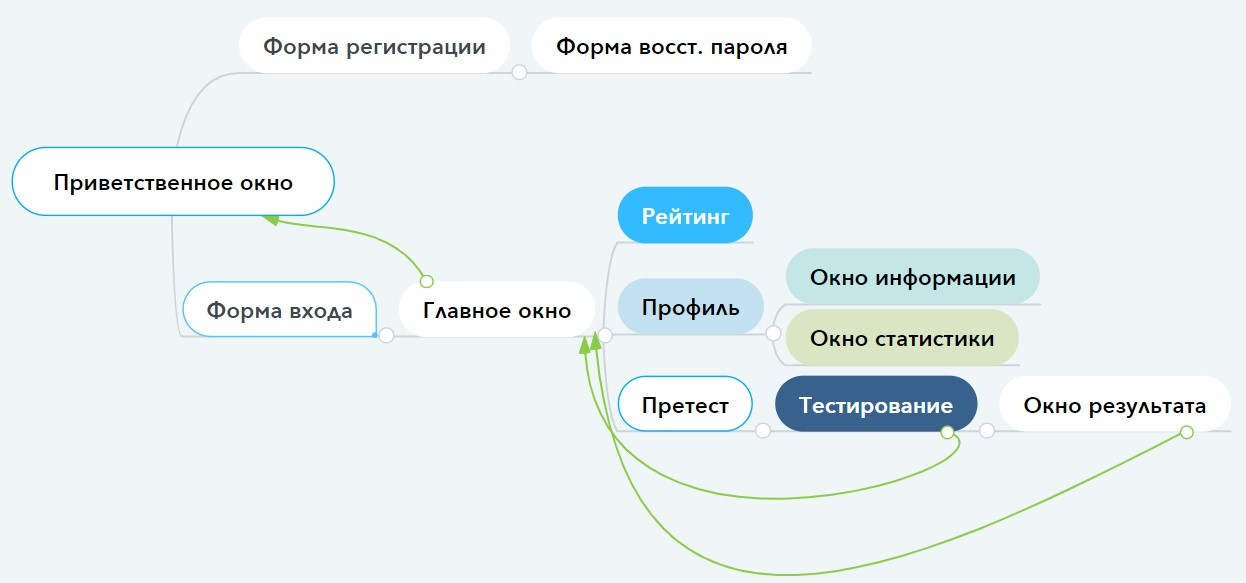 Форма регистрации
Форма восст. пароля
Приветственное окно
Рейтинг
Окно информации
Форма входа
Главное окно
Профиль
Окно статистики
Претест
Тестирование
Окно результата